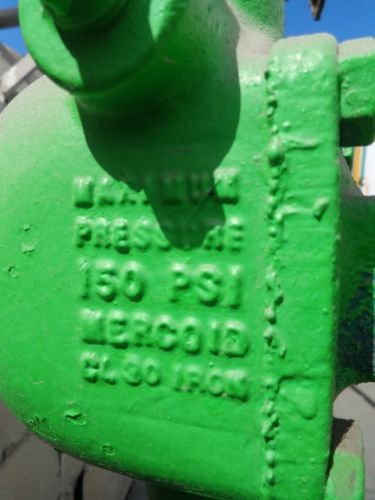 MAXIMUM
PRESSURE
150 PSI
MERCOID
CL 30 IRON